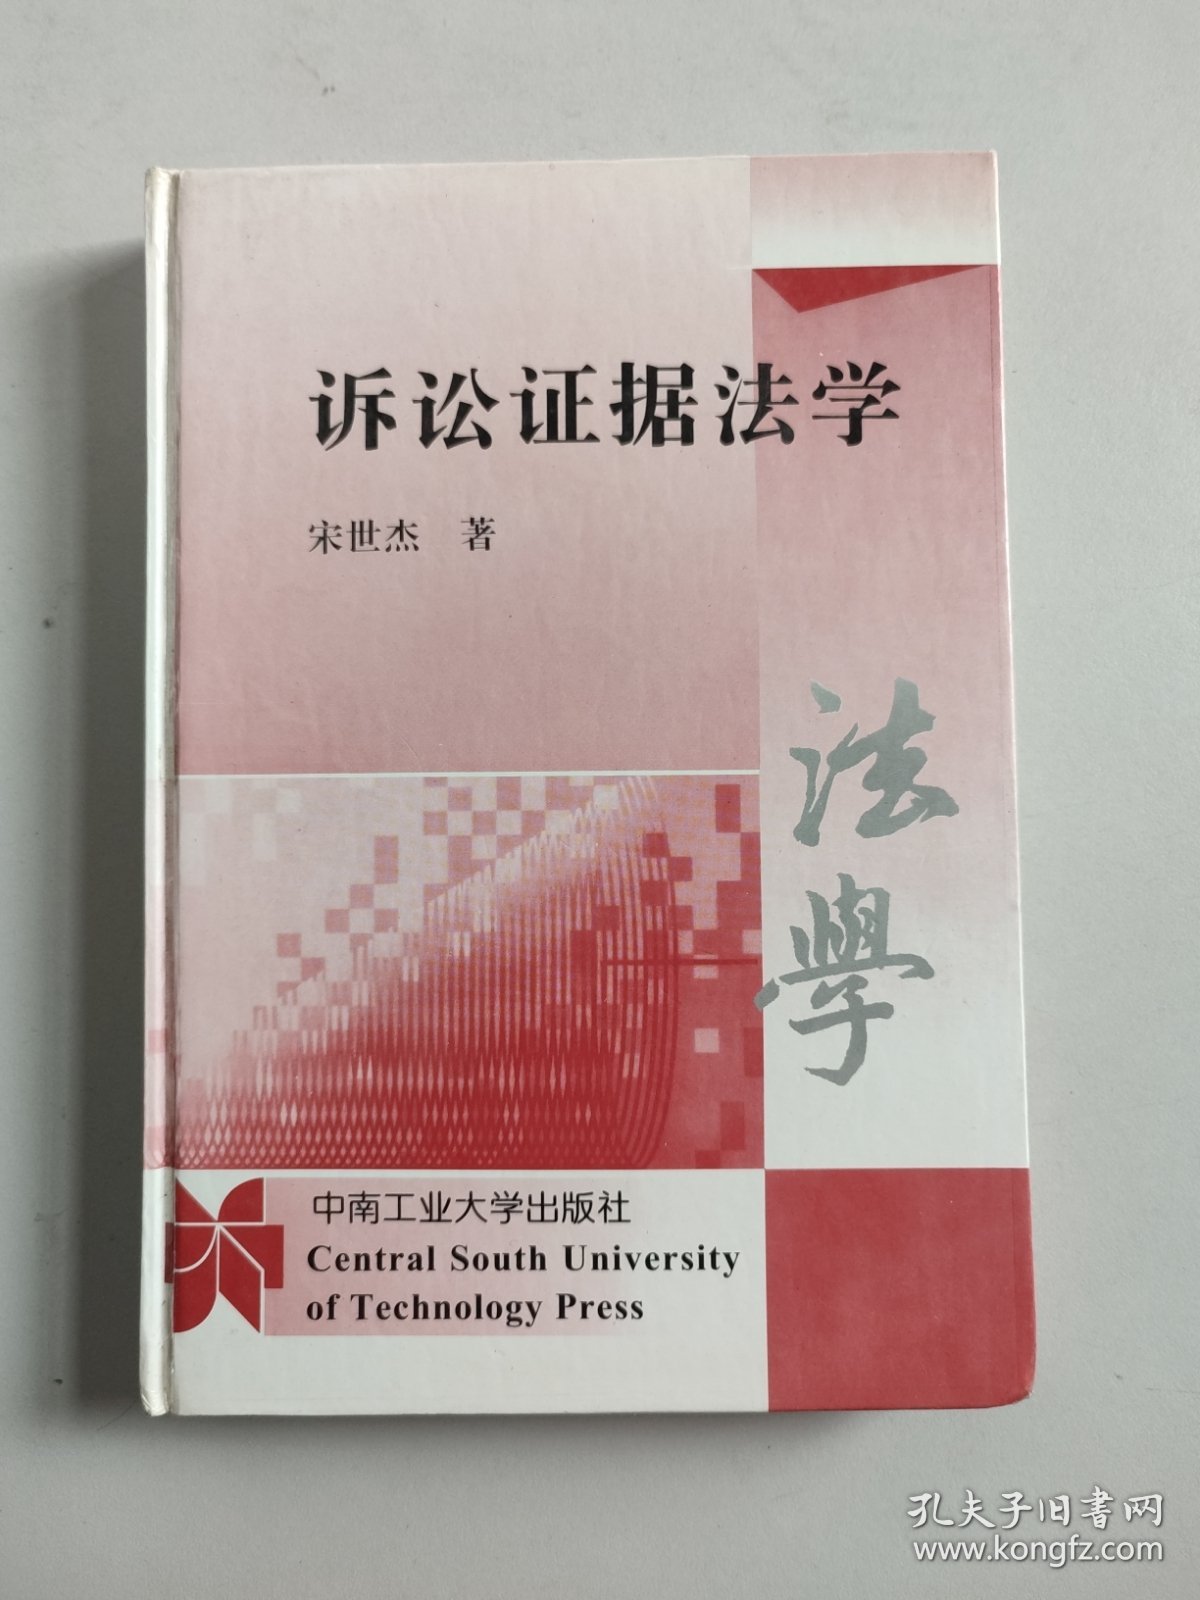 诉讼证据法学
宋世杰 著
法
學
中南工业大学出版社
Central South University
of Technology Press
孔夫子旧书网
www.kongfz.com